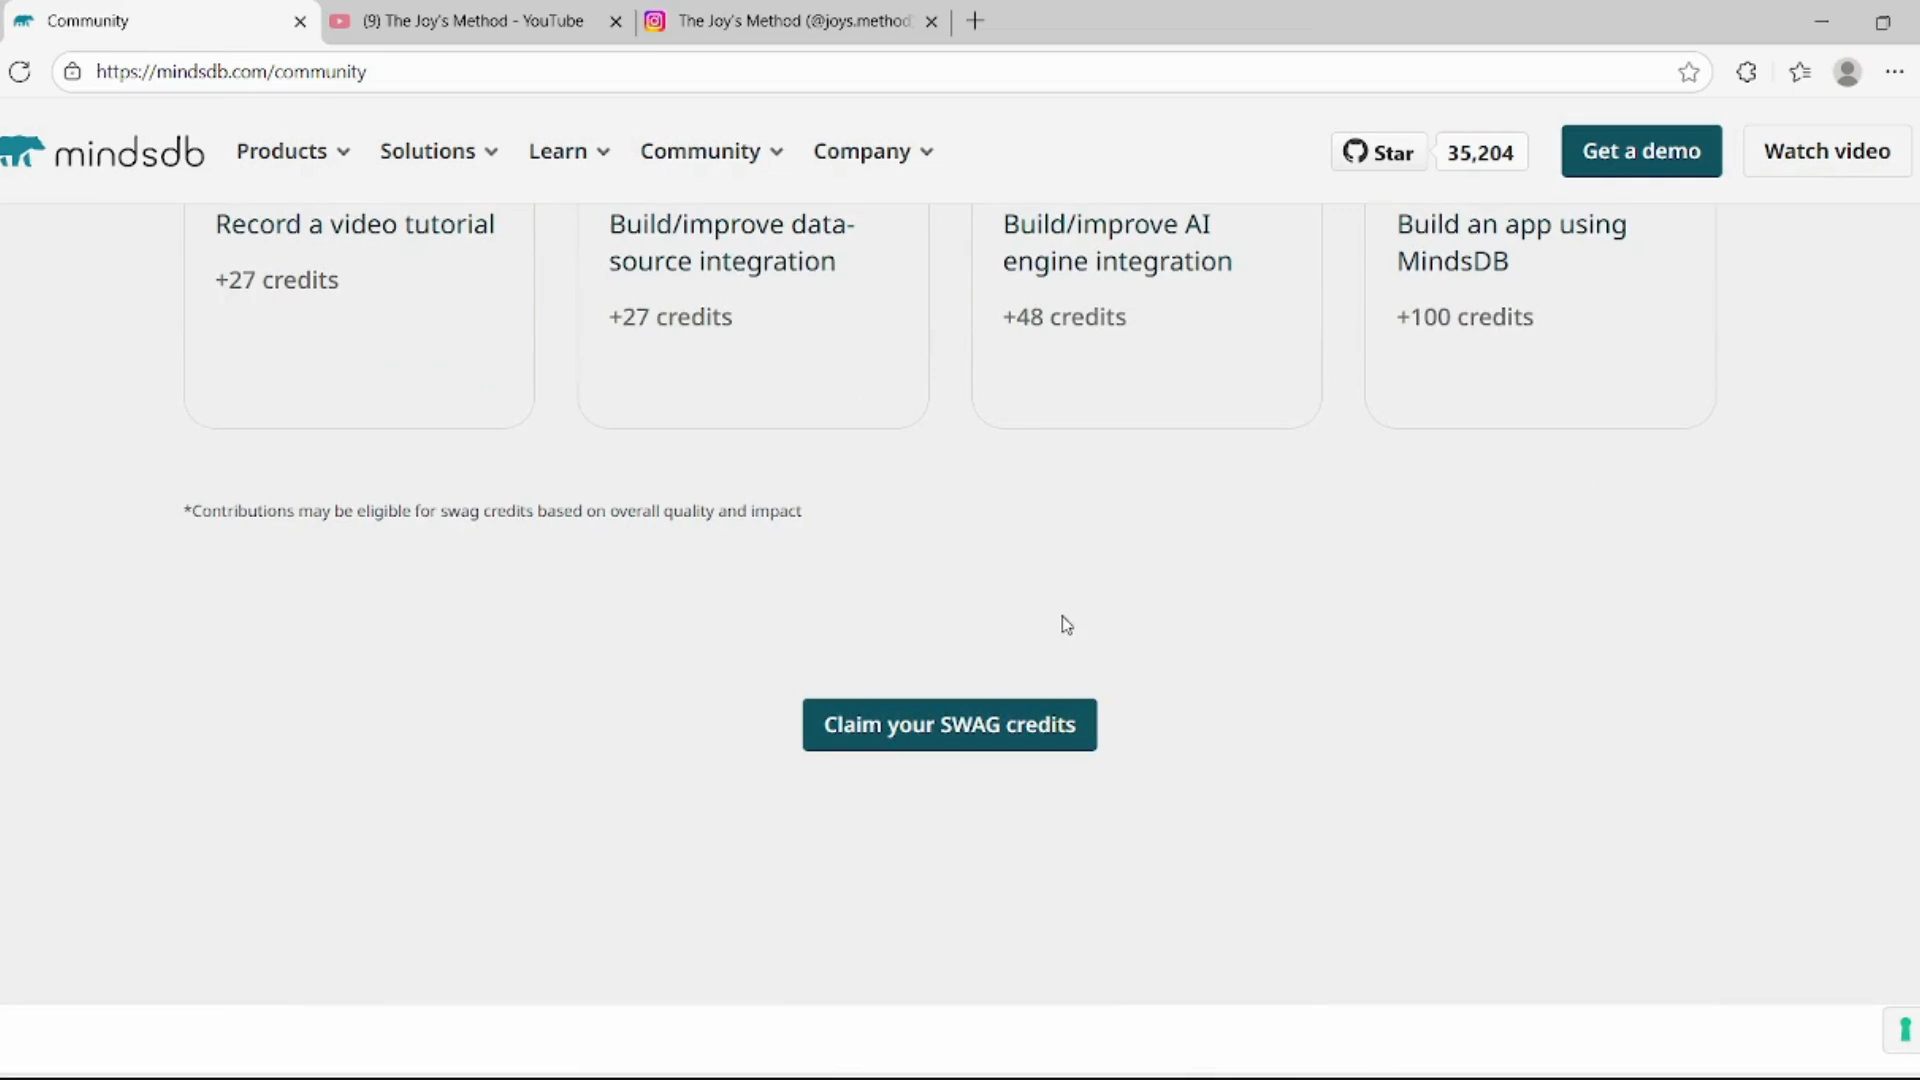 Community
(9) The Joy's Method - YouTube
The Joy's Method (@joys.method
https://mindsdb.com/community
mindsdb
Products
Solutions
Learn
Community
Company
Star
35,204
Get a demo
Watch video
Record a video tutorial
+27 credits
Build/improve data-
source integration
+27 credits
Build/improve AI
engine integration
+48 credits
Build an app using
MindsDB
+100 credits
*Contributions may be eligible for swag credits based on overall quality and impact
Claim your SWAG credits